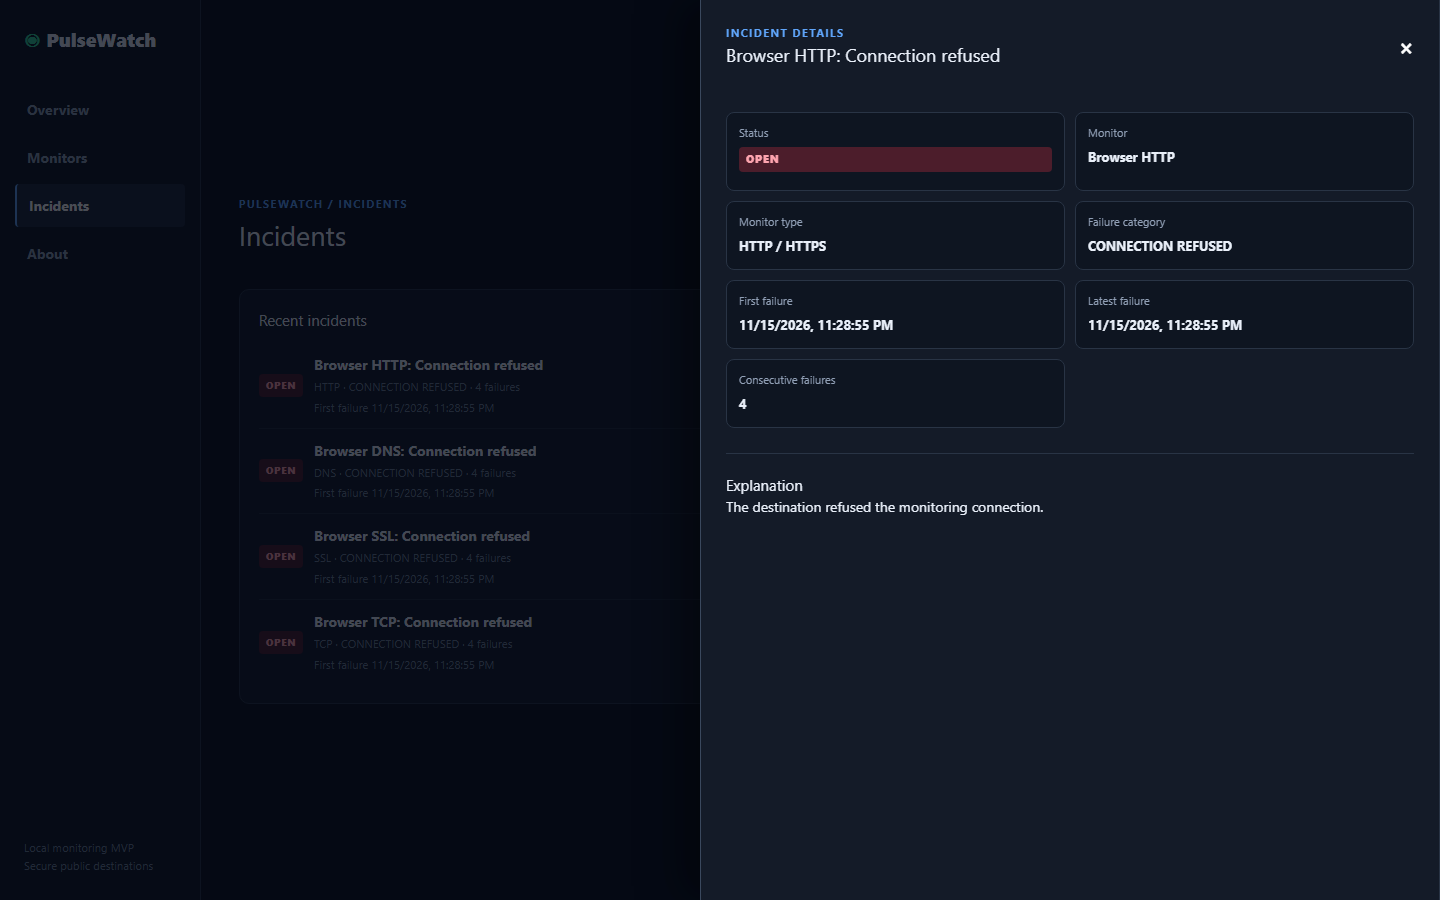 PulseWatch
Overview
Monitors
Incidents
About
Local monitoring MVP
Secure public destinations
PULSEWATCH / INCIDENTS
Incidents
Recent incidents
OPEN
Browser HTTP: Connection refused
HTTP · CONNECTION REFUSED · 4 failures
First failure 11/15/2026, 11:28:55 PM
OPEN
Browser DNS: Connection refused
DNS · CONNECTION REFUSED · 4 failures
First failure 11/15/2026, 11:28:55 PM
OPEN
Browser SSL: Connection refused
SSL · CONNECTION REFUSED · 4 failures
First failure 11/15/2026, 11:28:55 PM
OPEN
Browser TCP: Connection refused
TCP · CONNECTION REFUSED · 4 failures
First failure 11/15/2026, 11:28:55 PM
INCIDENT DETAILS
Browser HTTP: Connection refused
×
Status
OPEN
Monitor
Browser HTTP
Monitor type
HTTP / HTTPS
Failure category
CONNECTION REFUSED
First failure
11/15/2026, 11:28:55 PM
Latest failure
11/15/2026, 11:28:55 PM
Consecutive failures
4
Explanation
The destination refused the monitoring connection.